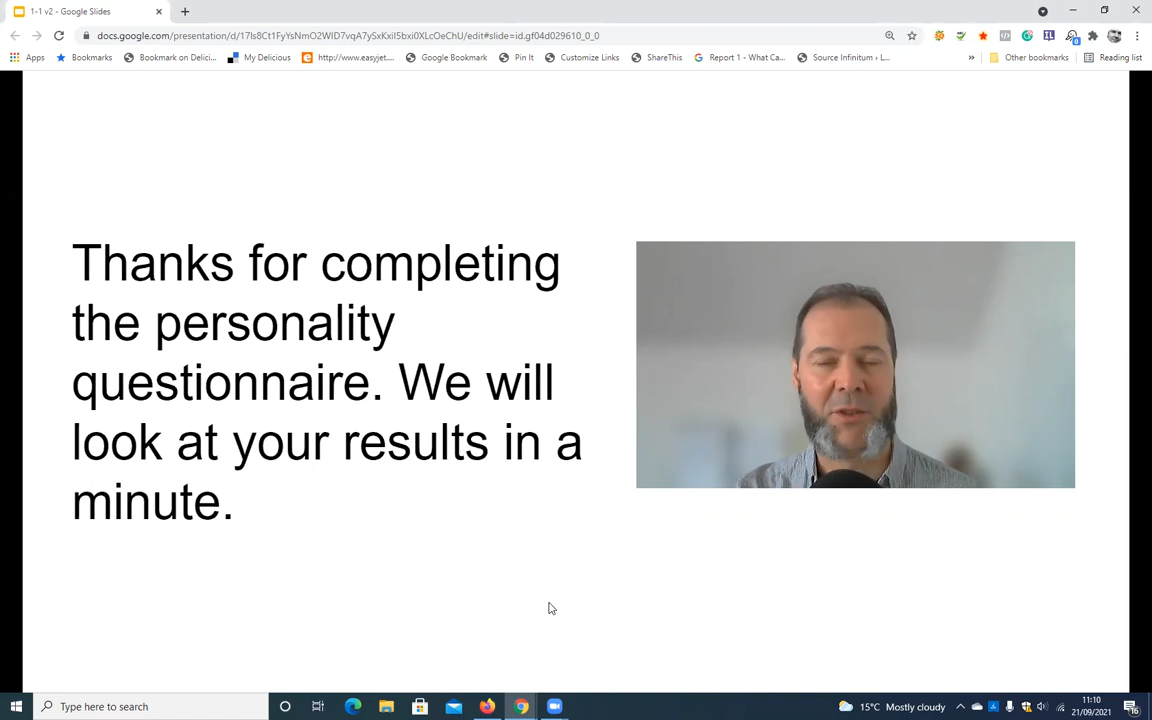 1-1 v2 - Google Slides
docs.google.com/presentation/d/17Is8Ct1FyYsNmO2WID7vqA7ySxKxiI5bxi0XLcOeChU/edit#slide=id.gf04d029610_0_0
Apps Bookmarks Bookmark on Delici... My Delicious http://www.easyjet.... Google Bookmark Pin It Customize Links ShareThis Report 1 - What Ca... Source Infinitum › L... » Other bookmarks Reading list
Thanks for completing
the personality
questionnaire. We will
look at your results in a
minute.
Type here to search
15°C Mostly cloudy
11:10
21/09/2021
16